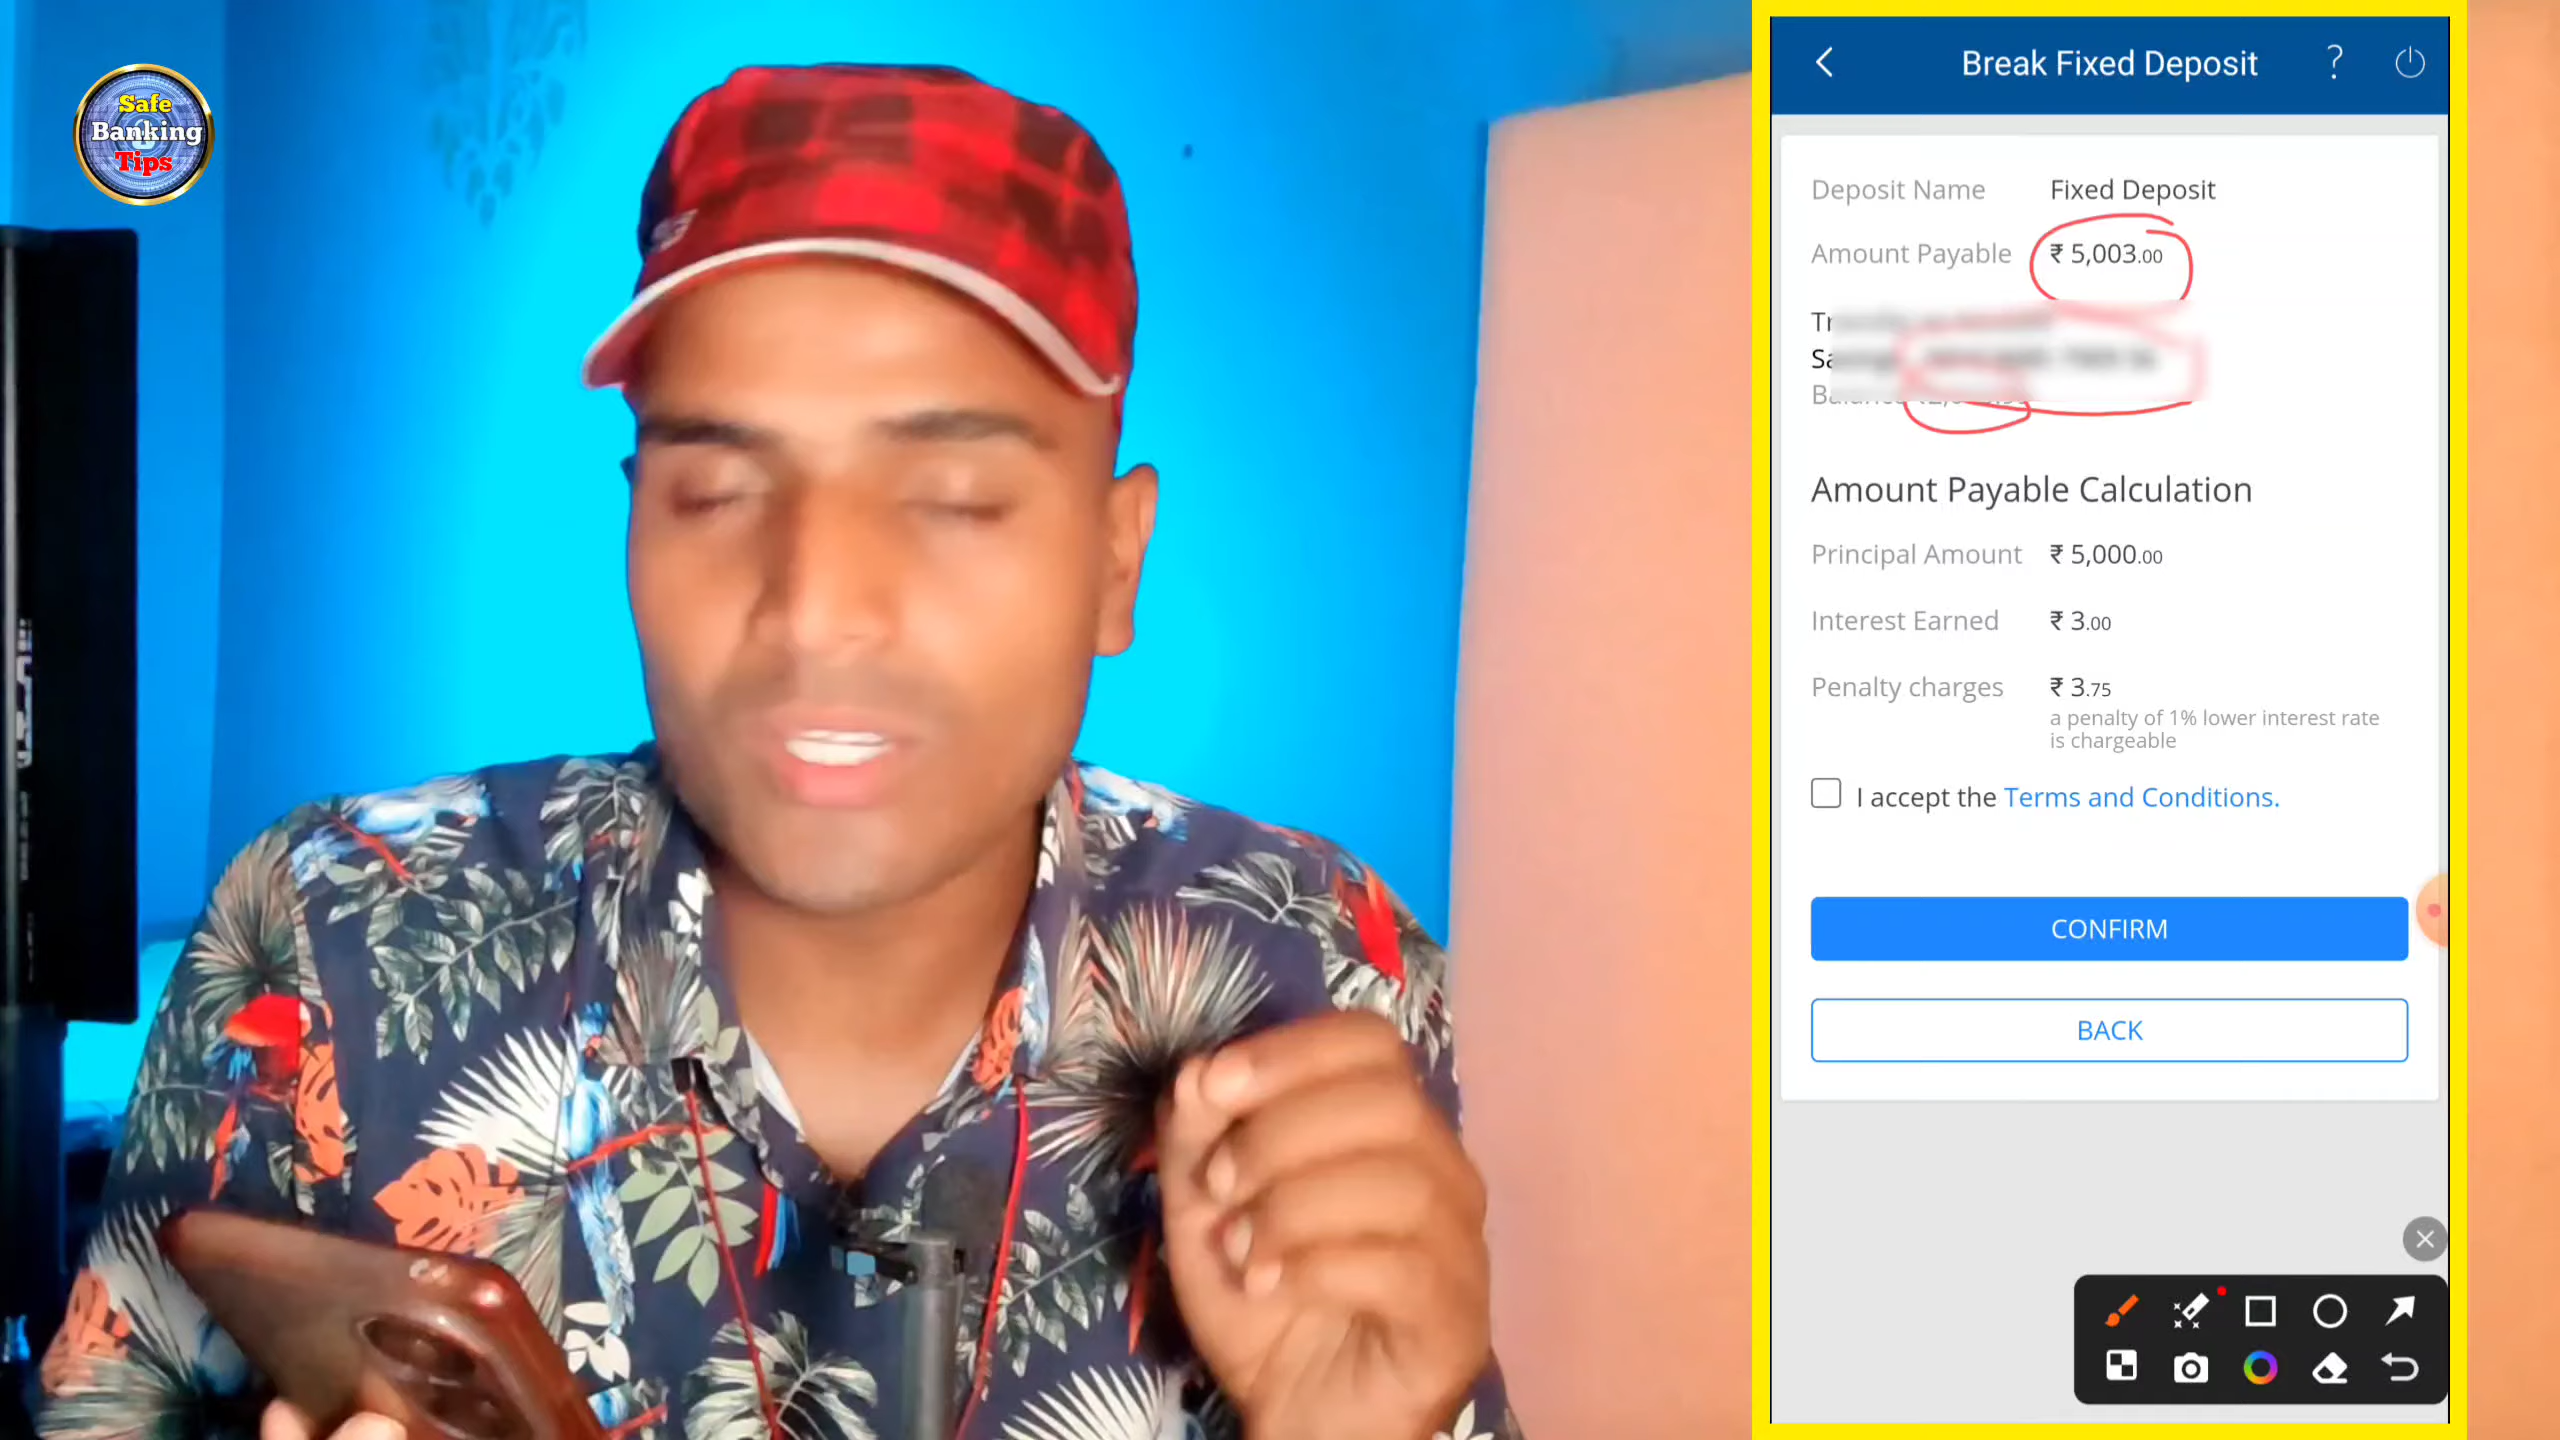 Safe
Banking
Tips
Break Fixed Deposit ?
Deposit Name Fixed Deposit
Amount Payable ₹ 5,003.00
Amount Payable Calculation
Principal Amount ₹ 5,000.00
Interest Earned ₹ 3.00
Penalty charges ₹ 3.75
a penalty of 1% lower interest rate
is chargeable
I accept the Terms and Conditions.
CONFIRM
BACK